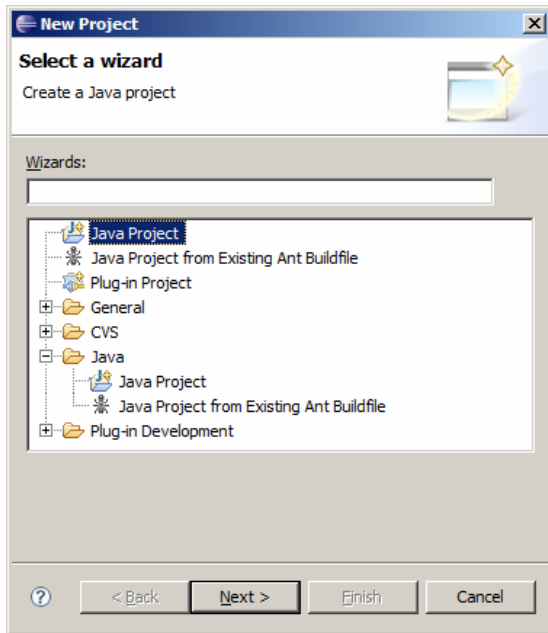 New Project
Select a wizard
Create a Java project
Wizards:
Java Project
Java Project from Existing Ant Buildfile
Plug-in Project
General
CVS
Java
Java Project
Java Project from Existing Ant Buildfile
Plug-in Development
? < Back Next > Finish Cancel